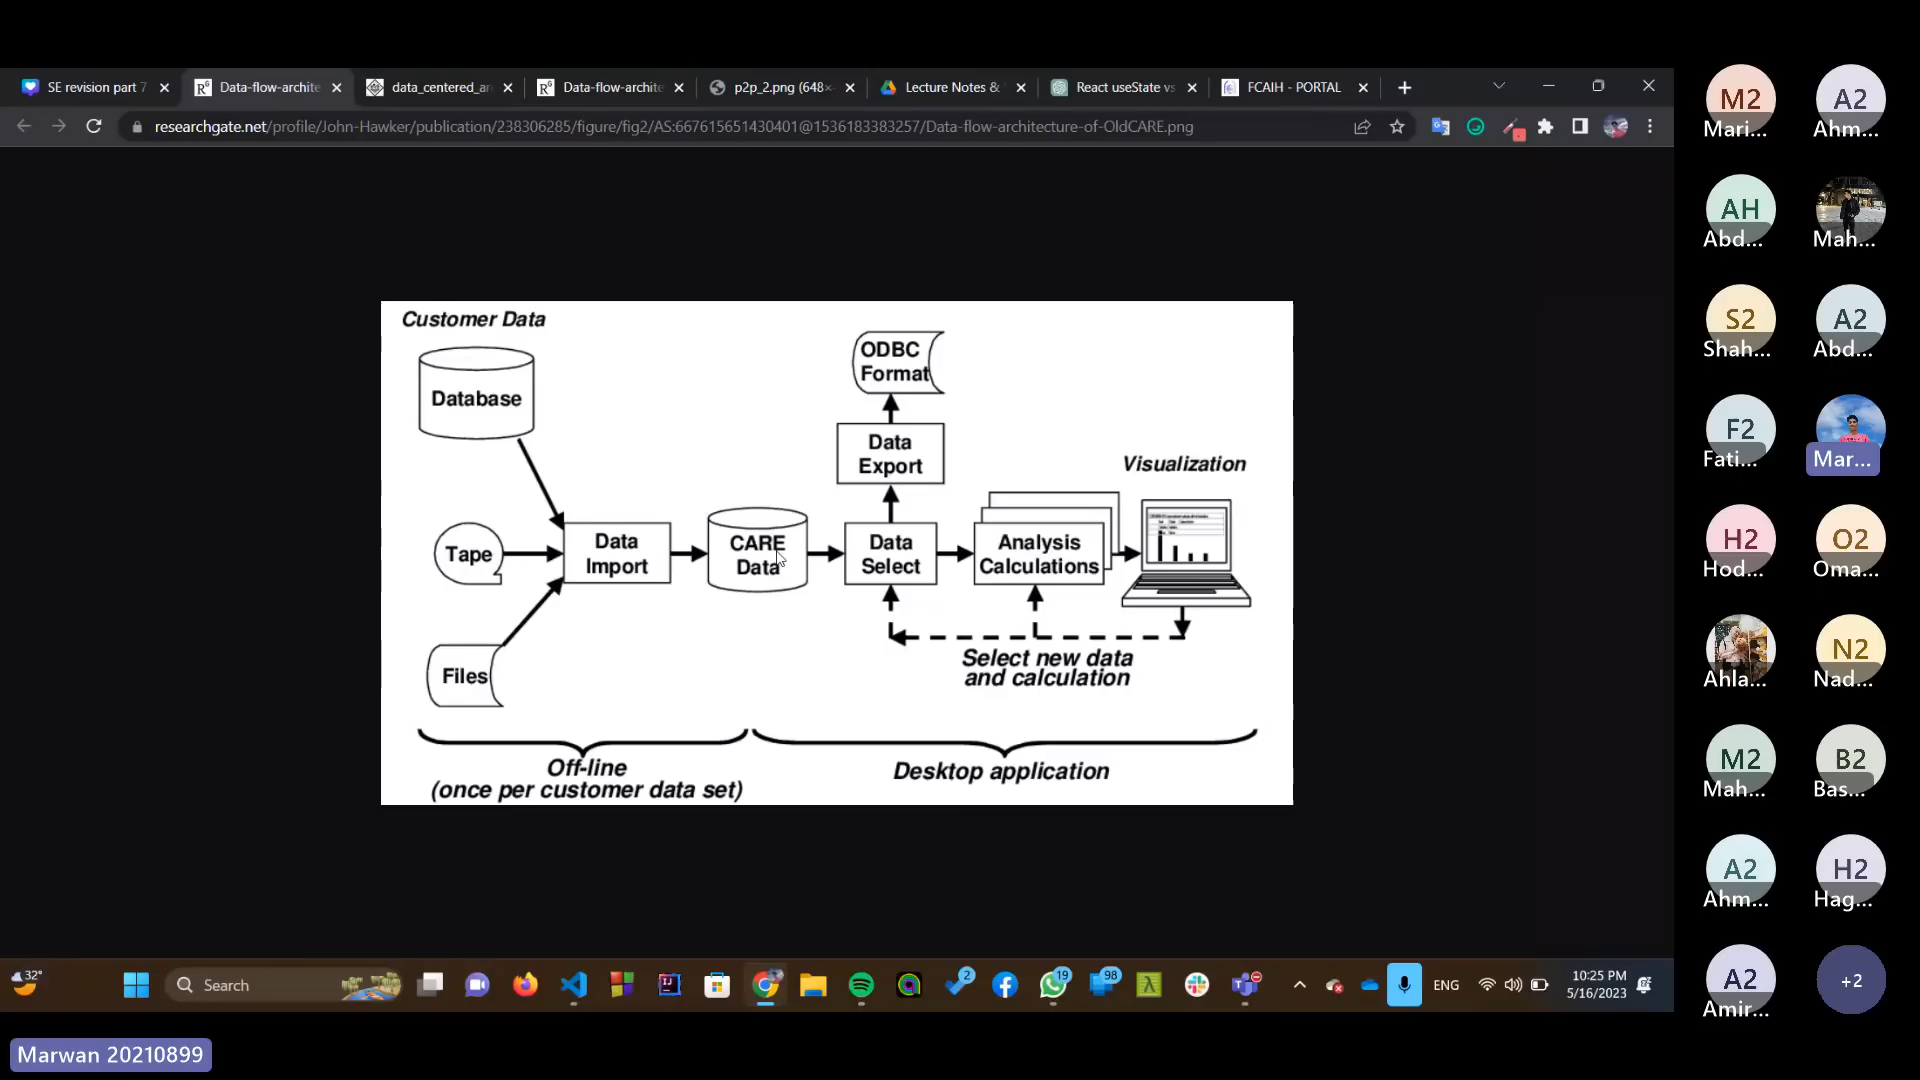 SE revision part 7
Data-flow-archite
data_centered_ar
Data-flow-archite
p2p_2.png (648×
Lecture Notes &
React useState vs
FCAIH - PORTAL
researchgate.net/profile/John-Hawker/publication/238306285/figure/fig2/AS:667615651430401@1536183383257/Data-flow-architecture-of-OldCARE.png
Customer Data
Database
Tape
Files
Data
Import
CARE
Data
ODBC
Format
Data
Export
Data
Select
Analysis
Calculations
Visualization
Select new data
and calculation
Off-line
(once per customer data set)
Desktop application
M2
Mari...
A2
Ahm...
AH
Abd...
Mah...
S2
Shah...
A2
Abd...
F2
Fati...
Mar...
H2
Hod...
O2
Oma...
Ahla...
N2
Nad...
M2
Mah...
B2
Bas...
A2
Ahm...
H2
Hag...
A2
Amir...
+2
32°
Search
2
19
98
ENG
10:25 PM
5/16/2023
Marwan 20210899